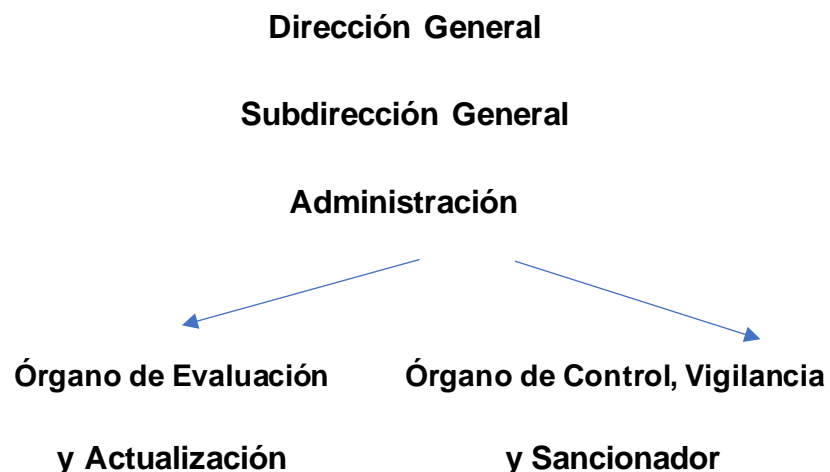 Dirección General
Subdirección General
Administración
Órgano de Evaluación
y Actualización
Órgano de Control, Vigilancia
y Sancionador